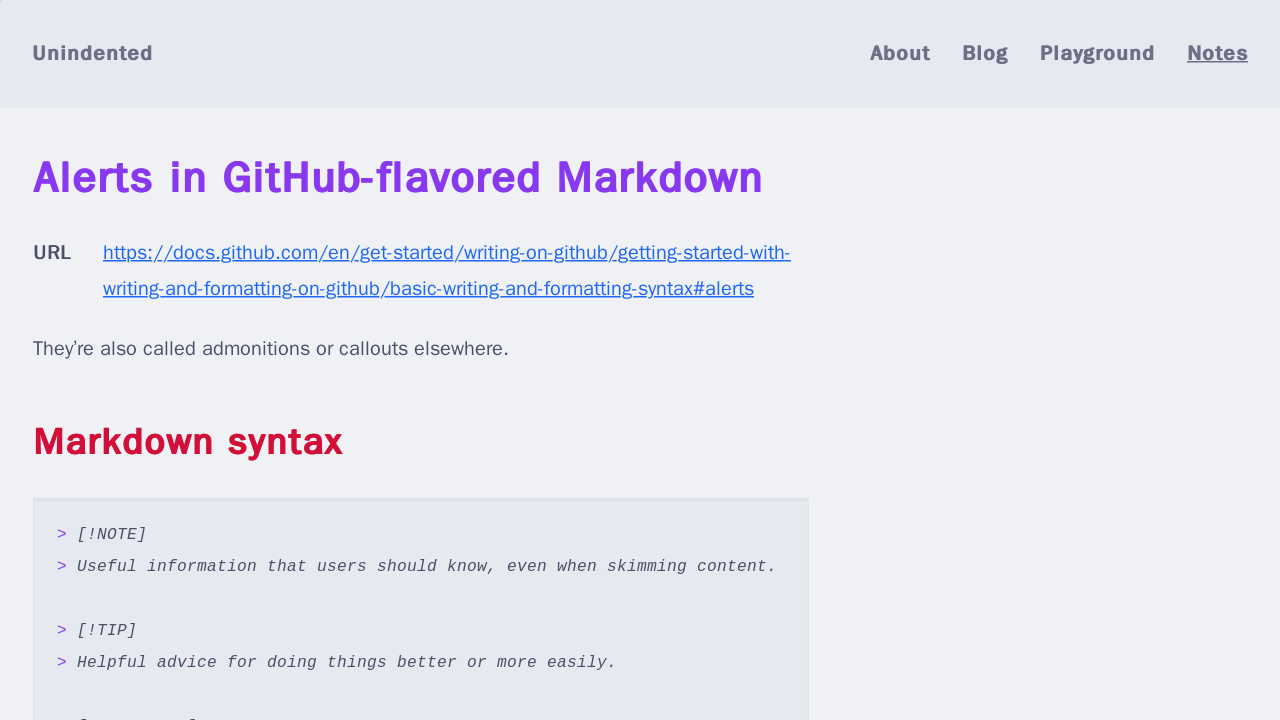 Unindented
About Blog Playground Notes
Alerts in GitHub-flavored Markdown
URL https://docs.github.com/en/get-started/writing-on-github/getting-started-with-
writing-and-formatting-on-github/basic-writing-and-formatting-syntax#alerts
They’re also called admonitions or callouts elsewhere.
Markdown syntax
> [!NOTE]
> Useful information that users should know, even when skimming content.
> [!TIP]
> Helpful advice for doing things better or more easily.